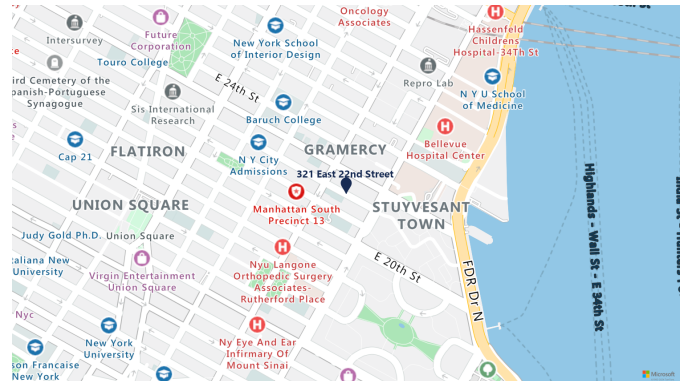 Oncology
Associates
Intersurvey
Future
Corporation
Touro College
New York School
of Interior Design
Hassenfeld
Childrens
Hospital-34Th St
ird Cemetery of the
panish-Portuguese
Synagogue
E 24th St
Repro Lab
N Y U School
of Medicine
Sis International
Research
Baruch College
Cap 21
FLATIRON
N Y City
Admissions
GRAMERCY
Bellevue
Hospital Center
321 East 22nd Street
Manhattan South
Precinct 13
UNION SQUARE
STUYVESANT
TOWN
Judy Gold Ph.D.
Union Square
Highlands - Wall St - E 34th St
italiana New
University
Virgin Entertainment
Union Square
Nyu Langone
Orthopedic Surgery
Associates-
Rutherford Place
E 20th St
FDR Dr N
Nyc
New York
University
Ny Eye And Ear
Infirmary Of
Mount Sinai
son Francaise
New York
Microsoft